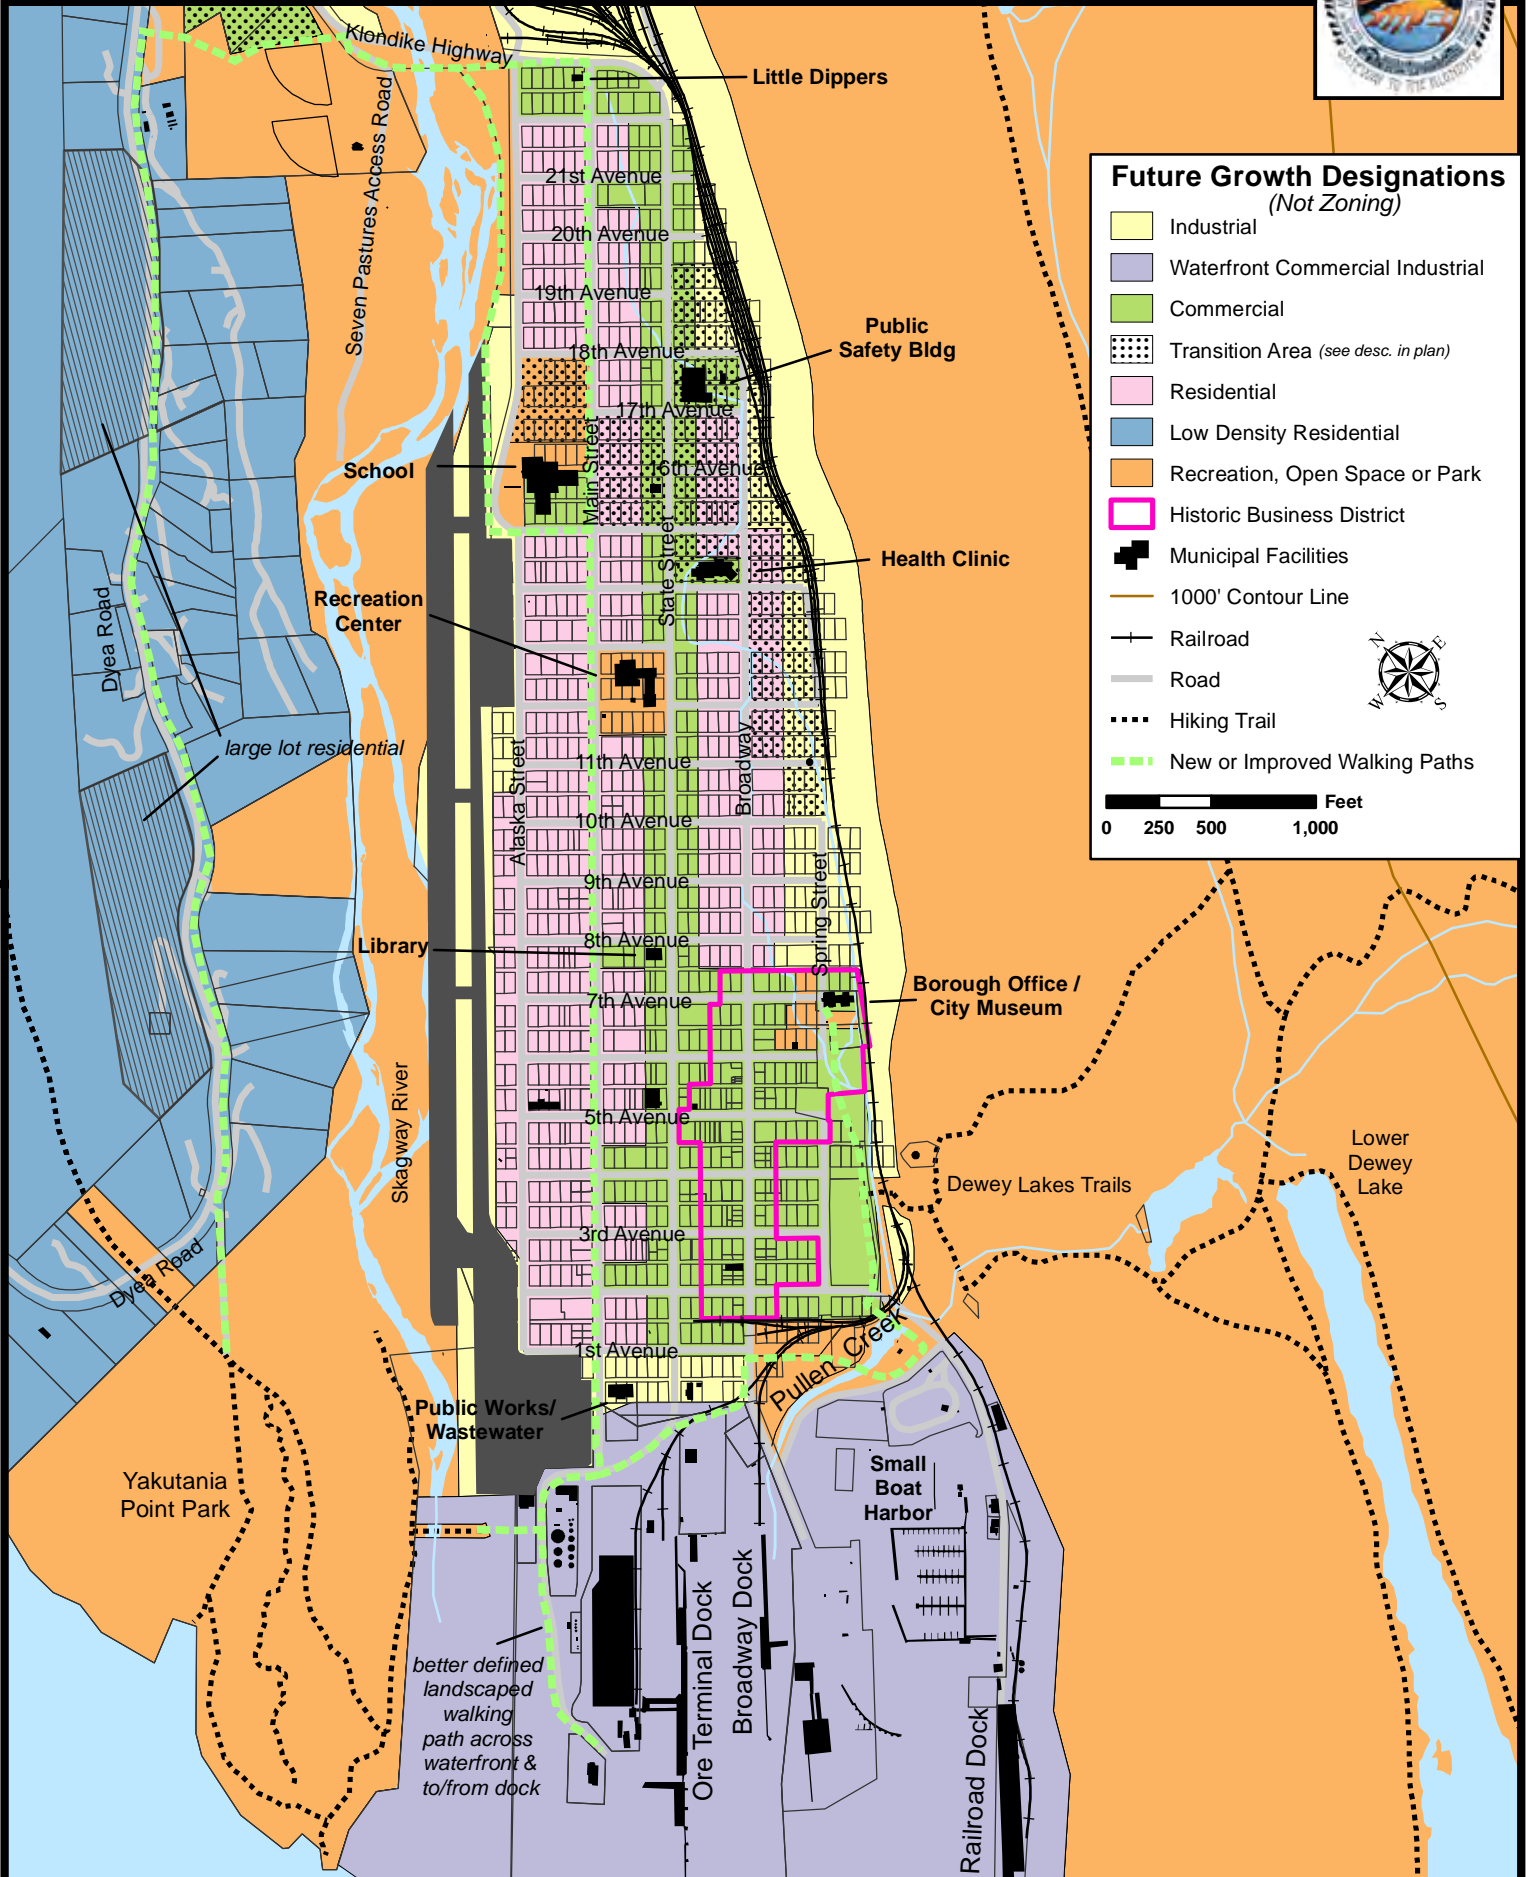 GATEWAY TO THE KLONDIKE
Klondike Highway
Little Dippers
Seven Pastures Access Road
21st Avenue
20th Avenue
19th Avenue
18th Avenue
17th Avenue
16th Avenue
Public
Safety Bldg
Main Street
School
State Street
Health Clinic
Recreation
Center
Dyea Road
large lot residential
Alaska Street
Broadway
11th Avenue
10th Avenue
9th Avenue
Spring Street
8th Avenue
Library
7th Avenue
Borough Office /
City Museum
Skagway River
5th Avenue
Dewey Lakes Trails
Lower
Dewey
Lake
3rd Avenue
Dyea Road
1st Avenue
Pullen Creek
Public Works/
Wastewater
Yakutania
Point Park
Small
Boat
Harbor
better defined
landscaped
walking
path across
waterfront &
to/from dock
Ore Terminal Dock
Broadway Dock
Railroad Dock
Future Growth Designations
(Not Zoning)
Industrial
Waterfront Commercial Industrial
Commercial
Transition Area (see desc. in plan)
Residential
Low Density Residential
Recreation, Open Space or Park
Historic Business District
Municipal Facilities
1000' Contour Line
Railroad
Road
Hiking Trail
New or Improved Walking Paths
N
E
W
S
Feet
0 250 500 1,000